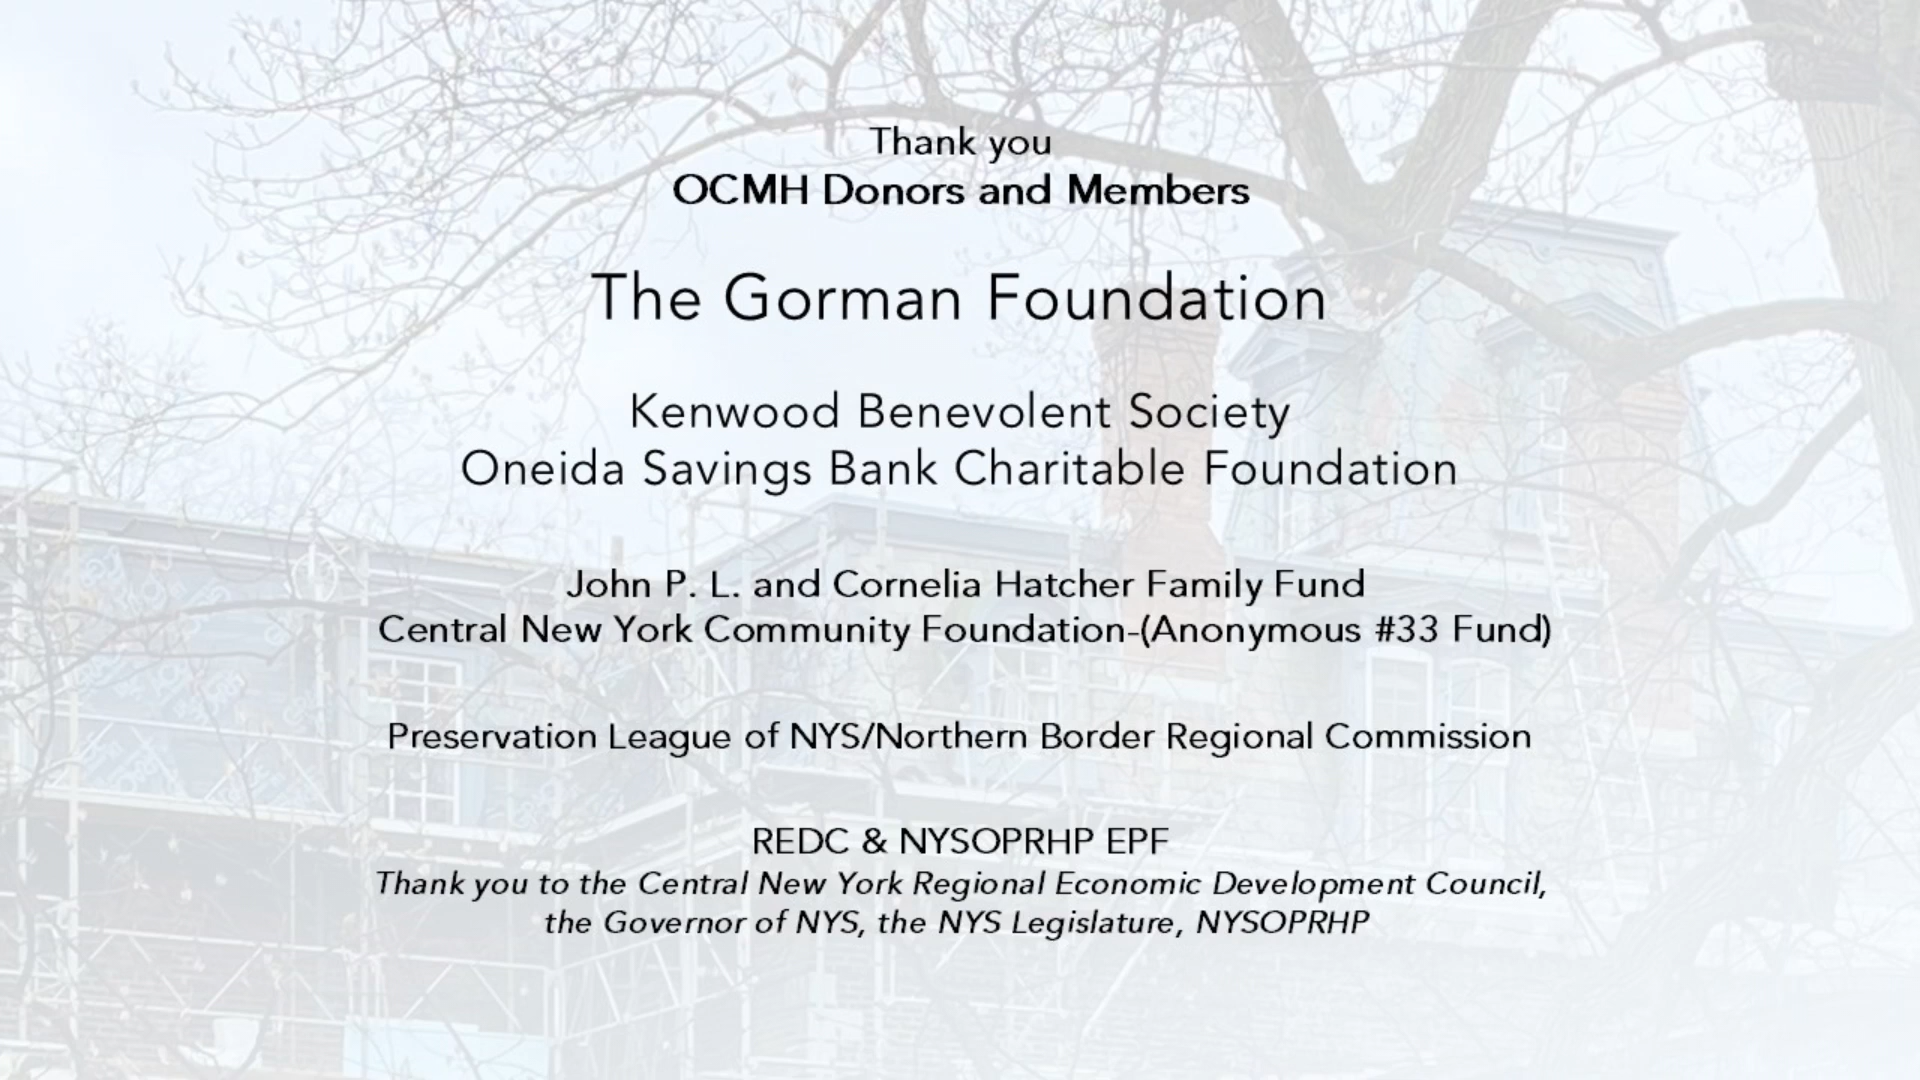 Thank you
OCMH Donors and Members
The Gorman Foundation
Kenwood Benevolent Society
Oneida Savings Bank Charitable Foundation
John P. L. and Cornelia Hatcher Family Fund
Central New York Community Foundation-(Anonymous #33 Fund)
Preservation League of NYS/Northern Border Regional Commission
REDC & NYSOPRHP EPF
Thank you to the Central New York Regional Economic Development Council,
the Governor of NYS, the NYS Legislature, NYSOPRHP